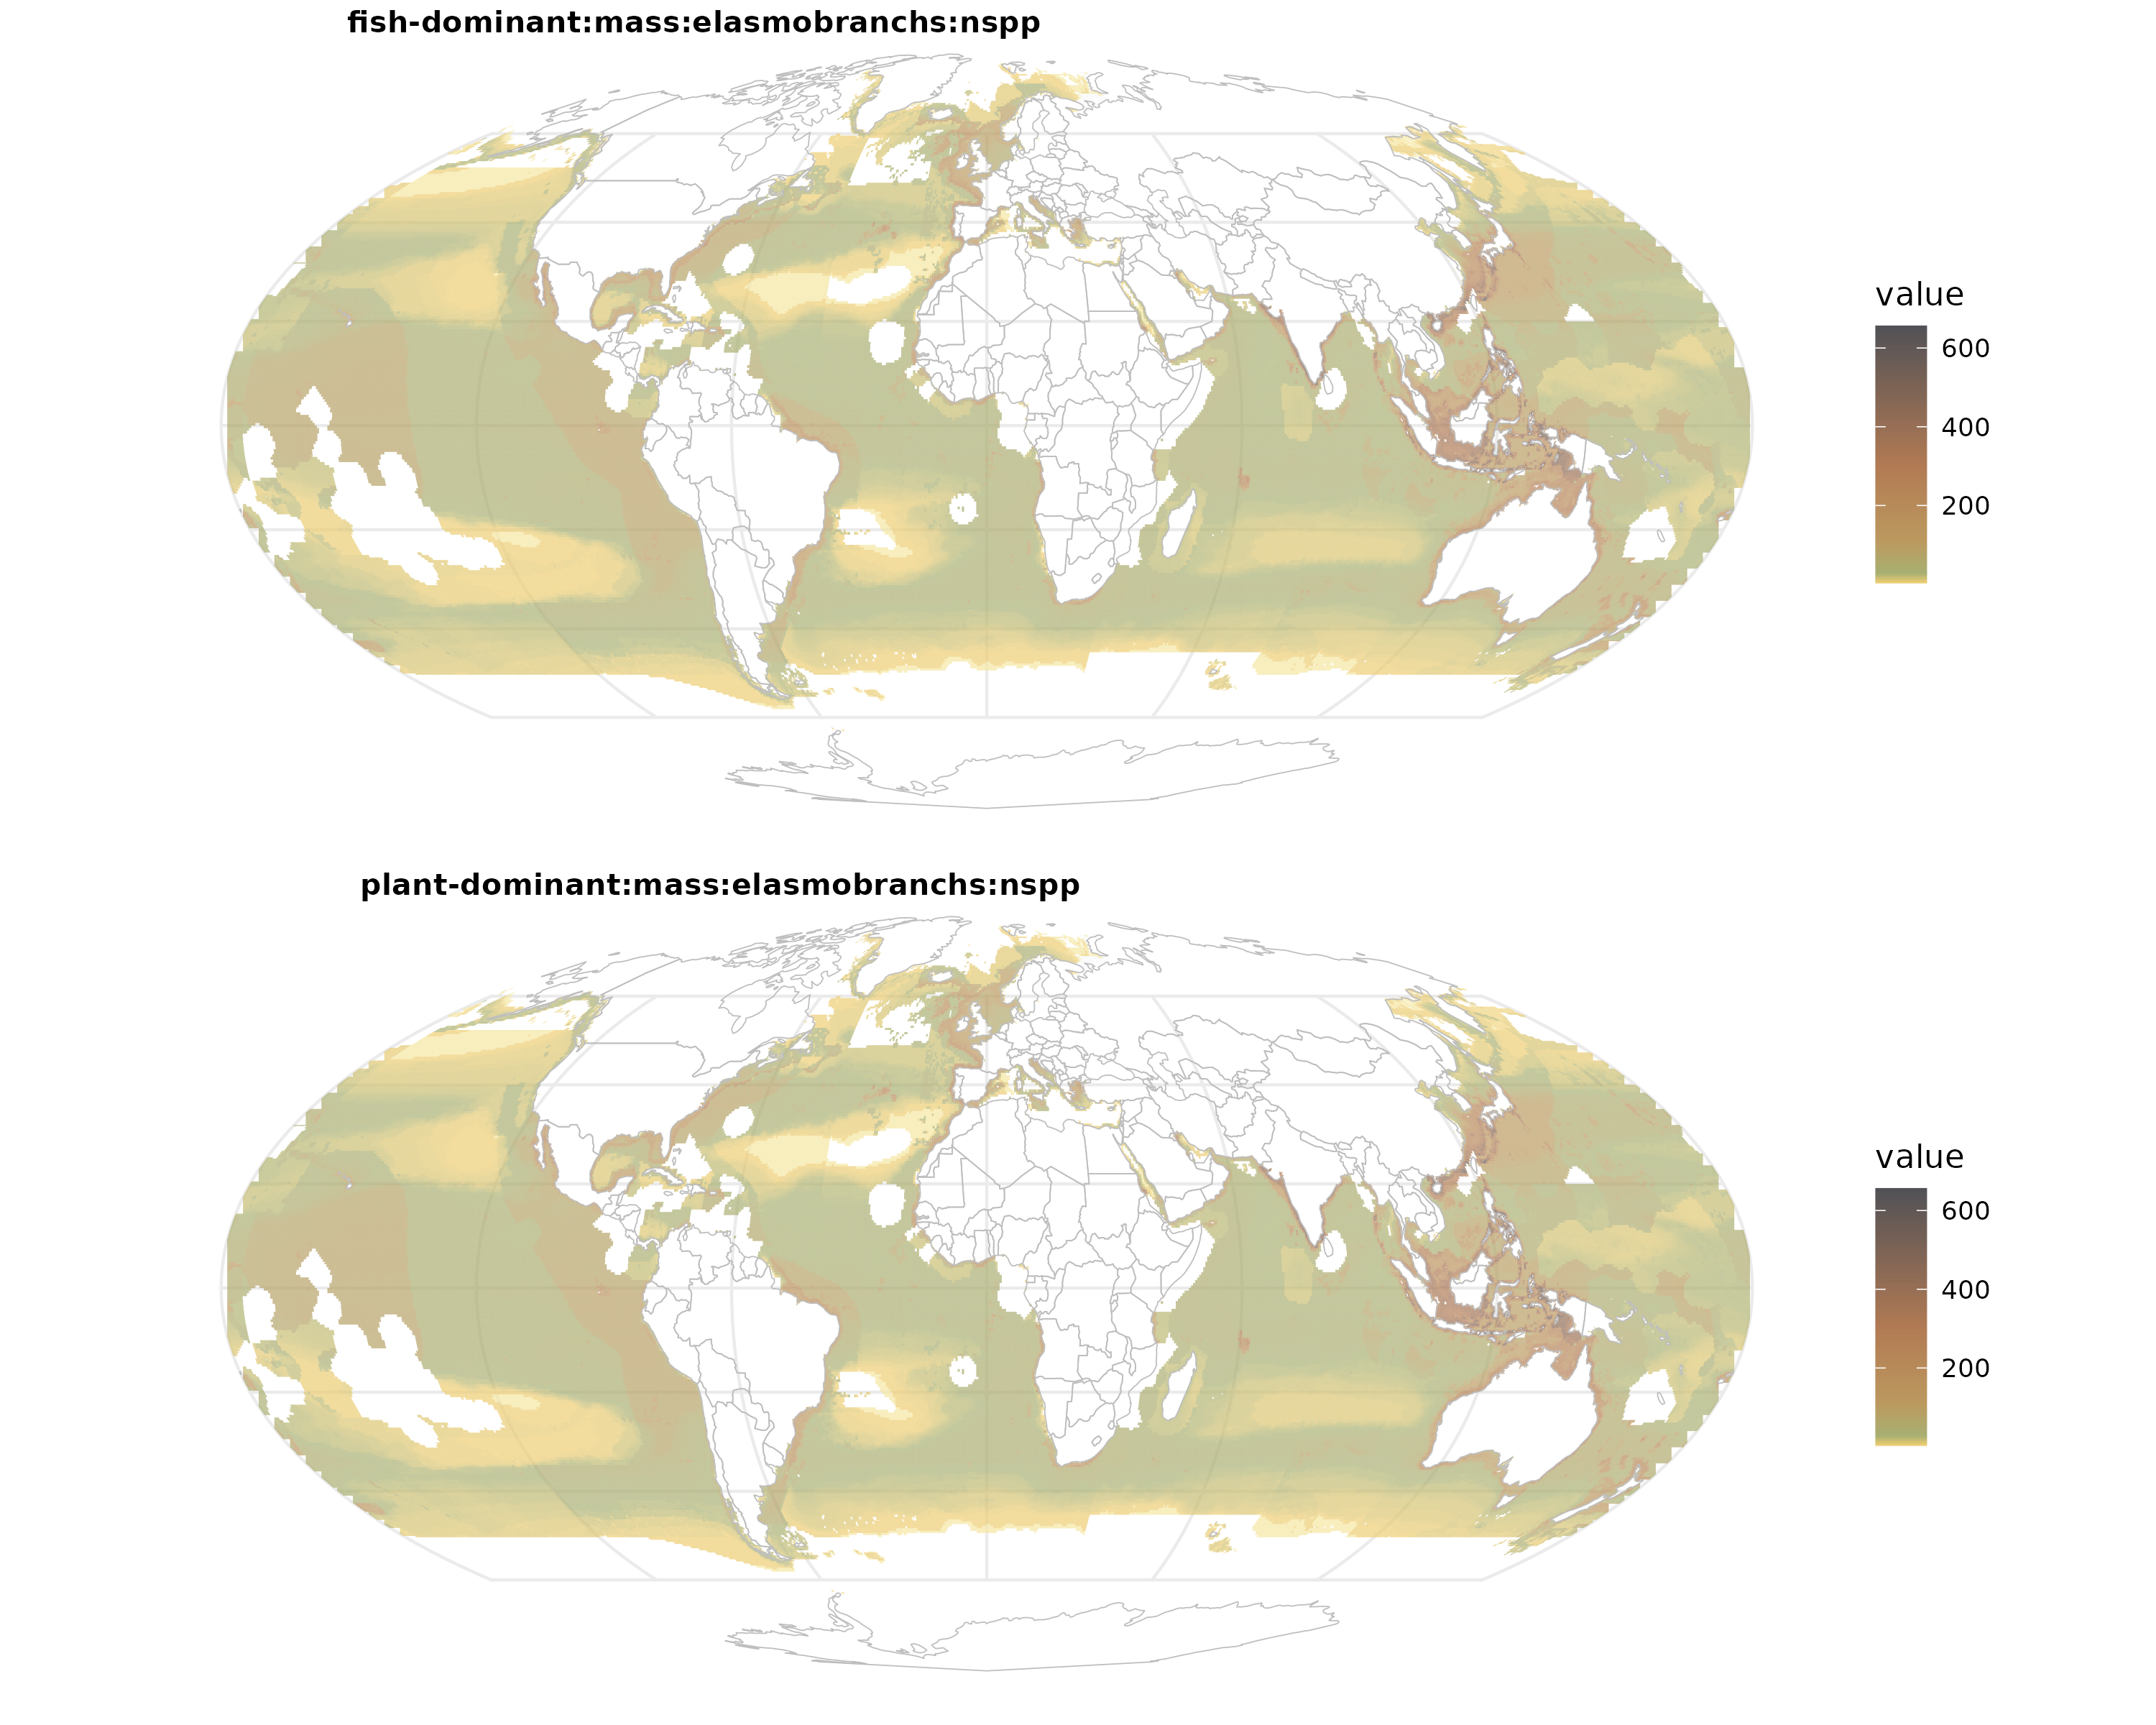 fish-dominant:mass:elasmobranchs:nspp
value
600
400
200
plant-dominant:mass:elasmobranchs:nspp
value
600
400
200